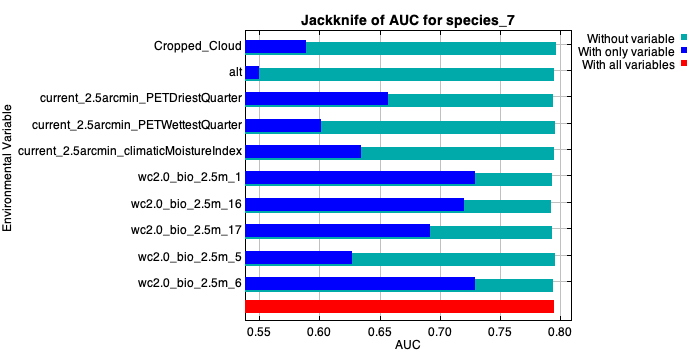 Jackknife of AUC for species_7
Without variable
With only variable
With all variables
Environmental Variable
Cropped_Cloud
alt
current_2.5arcmin_PETDriestQuarter
current_2.5arcmin_PETWettestQuarter
current_2.5arcmin_climaticMoistureIndex
wc2.0_bio_2.5m_1
wc2.0_bio_2.5m_16
wc2.0_bio_2.5m_17
wc2.0_bio_2.5m_5
wc2.0_bio_2.5m_6
0.55 0.60 0.65 0.70 0.75 0.80
AUC